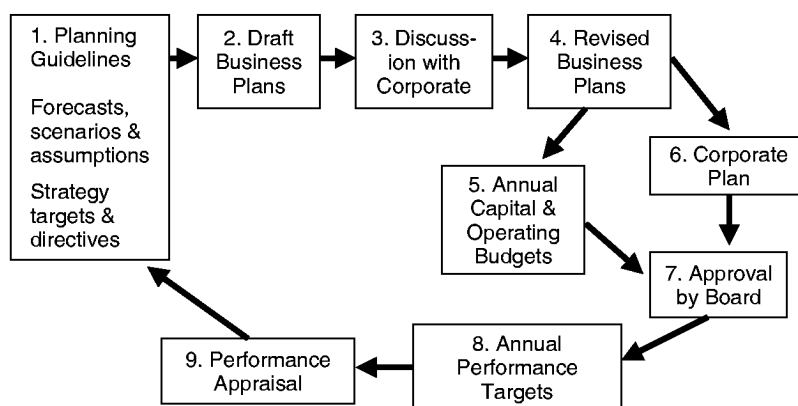 1. Planning
Guidelines
Forecasts,
scenarios &
assumptions
Strategy
targets &
directives
2. Draft
Business
Plans
3. Discuss-
ion with
Corporate
4. Revised
Business
Plans
5. Annual
Capital &
Operating
Budgets
6. Corporate
Plan
7. Approval
by Board
8. Annual
Performance
Targets
9. Performance
Appraisal